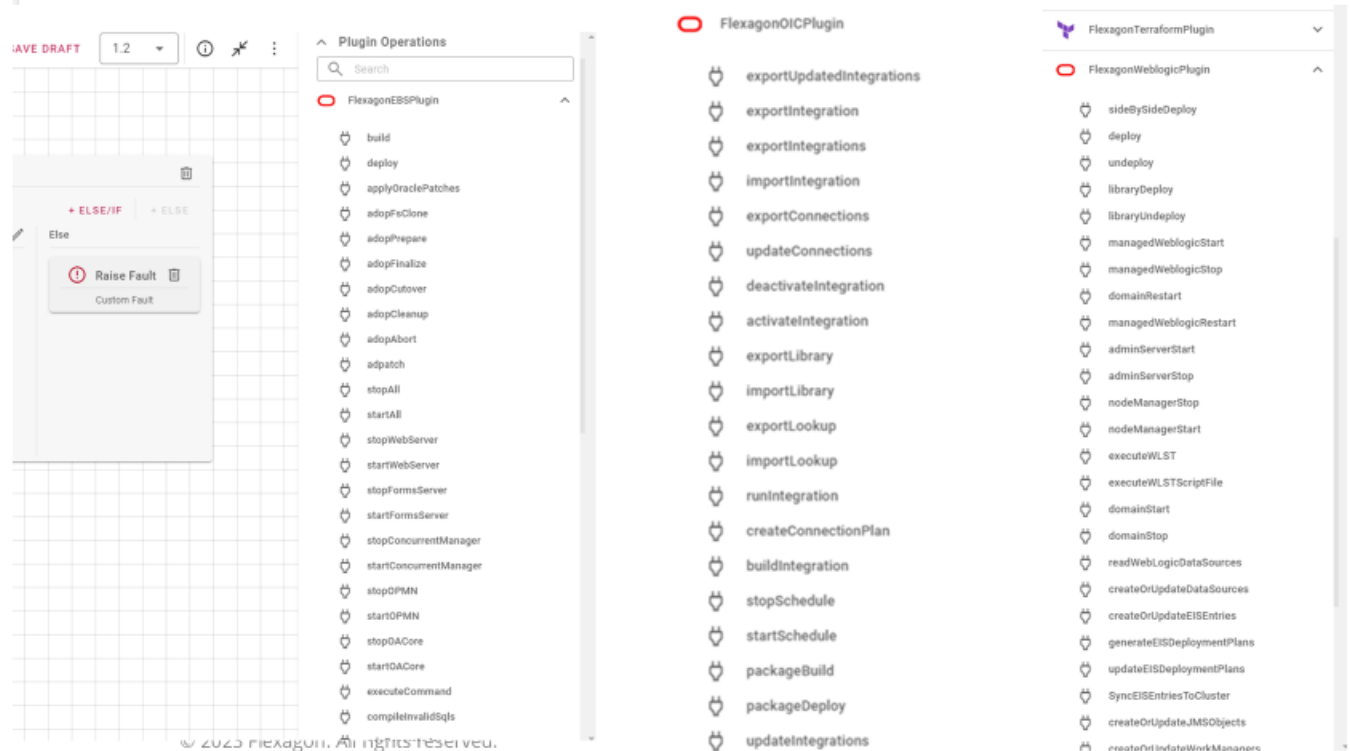 SAVE DRAFT
1.2
+ ELSE/IF
+ ELSE
Else
Raise Fault
Custom Fault
Plugin Operations
Search
FlexagonEBSPlugin
build
deploy
applyOraclePatches
adopFsClone
adopPrepare
adopFinalize
adopCutover
adopCleanup
adopAbort
adpatch
stopAll
startAll
stopWebServer
startWebServer
stopFormsServer
startFormsServer
stopConcurrentManager
startConcurrentManager
stopOPMN
startOPMN
stopOACore
startOACore
executeCommand
compileInvalidSqls
© 2023 Flexagon. All rights reserved.
FlexagonOICPlugin
exportUpdatedIntegrations
exportIntegration
exportIntegrations
importIntegration
exportConnections
updateConnections
deactivateIntegration
activateIntegration
exportLibrary
importLibrary
exportLookup
importLookup
runIntegration
createConnectionPlan
buildIntegration
stopSchedule
startSchedule
packageBuild
packageDeploy
updateIntegrations
FlexagonTerraformPlugin
FlexagonWeblogicPlugin
sideBySideDeploy
deploy
undeploy
libraryDeploy
libraryUndeploy
managedWeblogicStart
managedWeblogicStop
domainRestart
managedWeblogicRestart
adminServerStart
adminServerStop
nodeManagerStop
nodeManagerStart
executeWLST
executeWLSTScriptFile
domainStart
domainStop
readWebLogicDataSources
createOrUpdateDataSources
createOrUpdateEISEntries
generateEISDeploymentPlans
updateEISDeploymentPlans
SyncEISEntriesToCluster
createOrUpdateJMSObjects
createOrUpdateWorkManagers